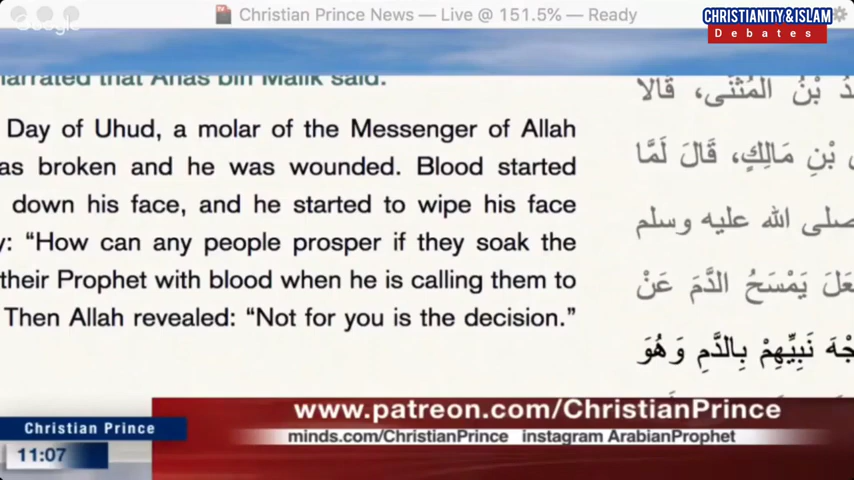 Christian Prince News — Live @ 151.5% — Ready
CHRISTIANITY & ISLAM
Debates
Google
narrated that Anas bin Malik said:
Day of Uhud, a molar of the Messenger of Allah
as broken and he was wounded. Blood started
down his face, and he started to wipe his face
y: “How can any people prosper if they soak the
their Prophet with blood when he is calling them to
Then Allah revealed: “Not for you is the decision.”
بْنُ الْمُثَنَّى، قَالاَ
بْنِ مَالِكٍ، قَالَ لَمَّا
صلى الله عليه وسلم
يَمْسَحُ الدَّمَ عَنْ
نَبِيِّهِمْ بِالدَّمِ وَهُوَ
www.patreon.com/ChristianPrince
minds.com/ChristianPrince instagram ArabianProphet
Christian Prince
11:07